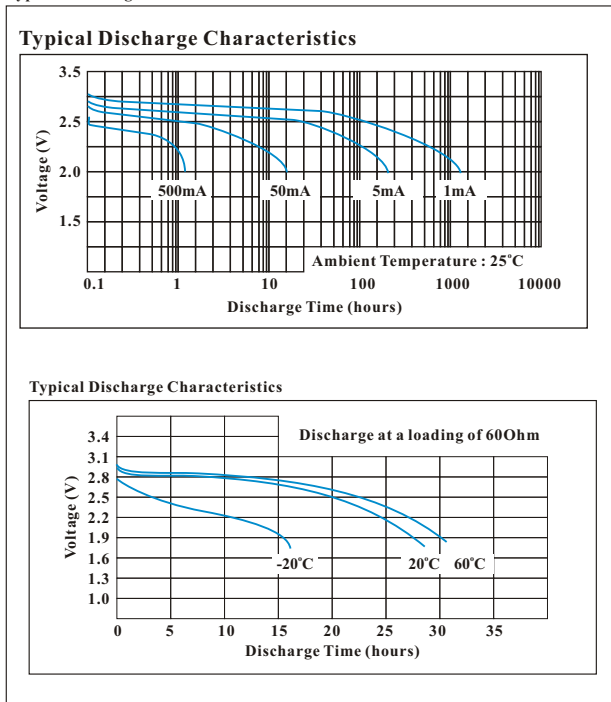 Typical Discharge Characteristics
3.5
2.5
2.0
1.5
Voltage (V)
500mA 50mA 5mA 1mA
Ambient Temperature : 25°C
0.1 1 10 100 1000 10000
Discharge Time (hours)
Typical Discharge Characteristics
Discharge at a loading of 60Ohm
3.4
3.1
2.8
2.5
2.2
1.9
1.6
1.3
1.0
Voltage (V)
-20°C 20°C 60°C
0 5 10 15 20 25 30 35
Discharge Time (hours)